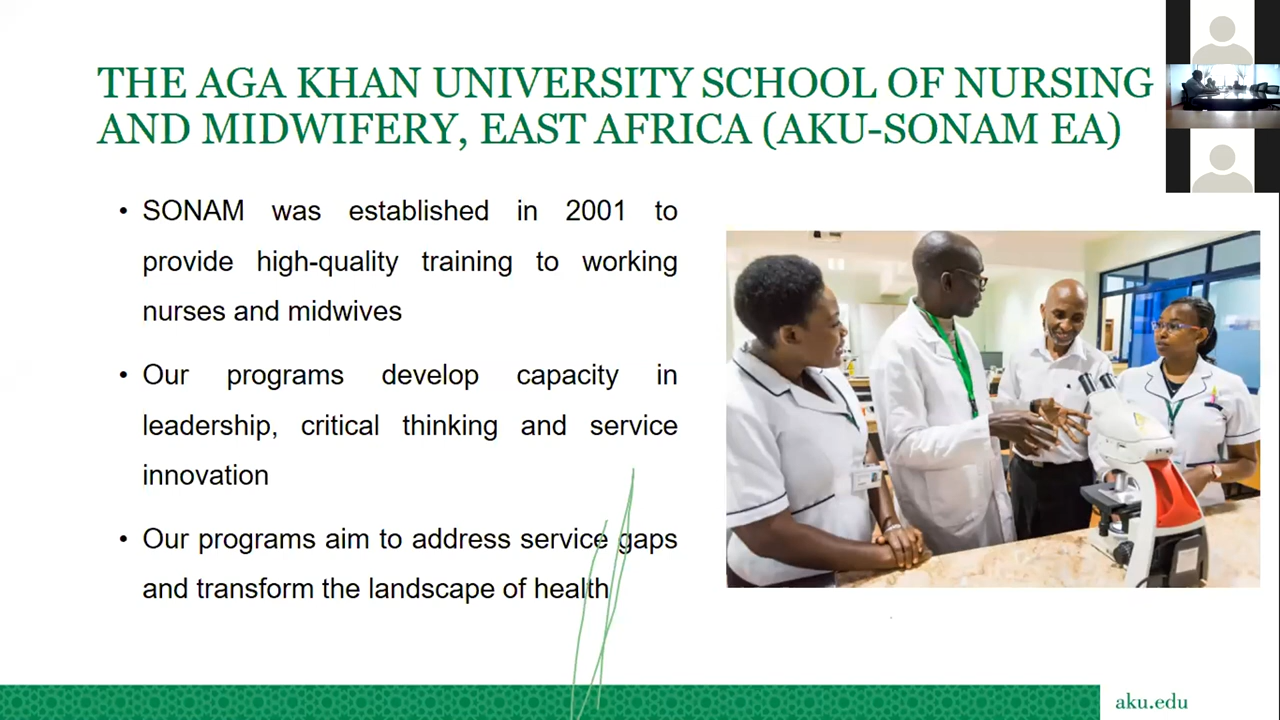 THE AGA KHAN UNIVERSITY SCHOOL OF NURSING
AND MIDWIFERY, EAST AFRICA (AKU-SONAM EA)
• SONAM was established in 2001 to
provide high-quality training to working
nurses and midwives
• Our programs develop capacity in
leadership, critical thinking and service
innovation
• Our programs aim to address service gaps
and transform the landscape of health
aku.edu